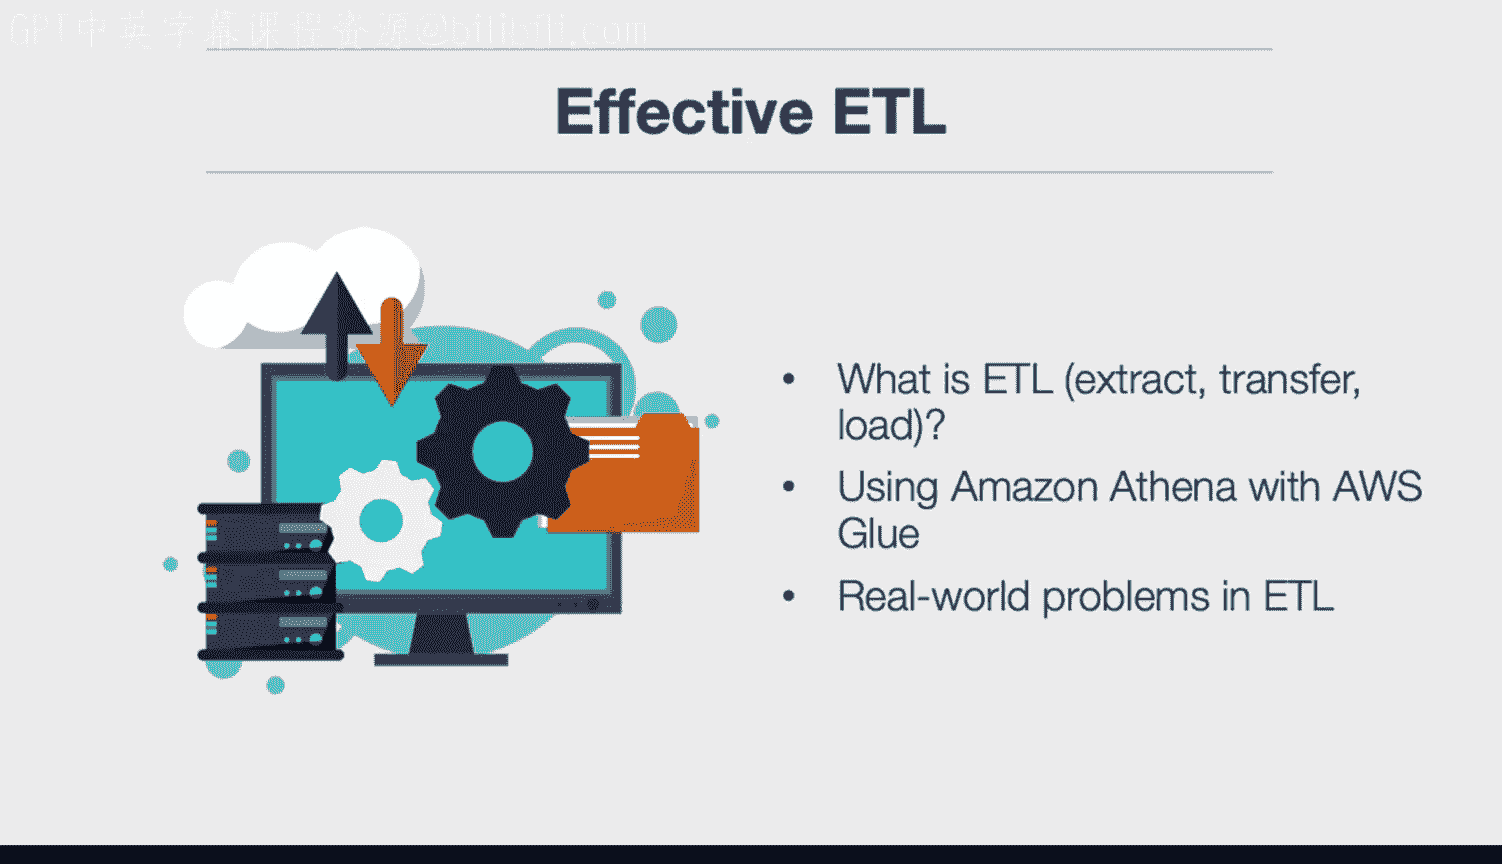 GPT中英字幕课程资源@bilibili.com
Effective ETL
• What is ETL (extract, transfer,
load)?
• Using Amazon Athena with AWS
Glue
• Real-world problems in ETL